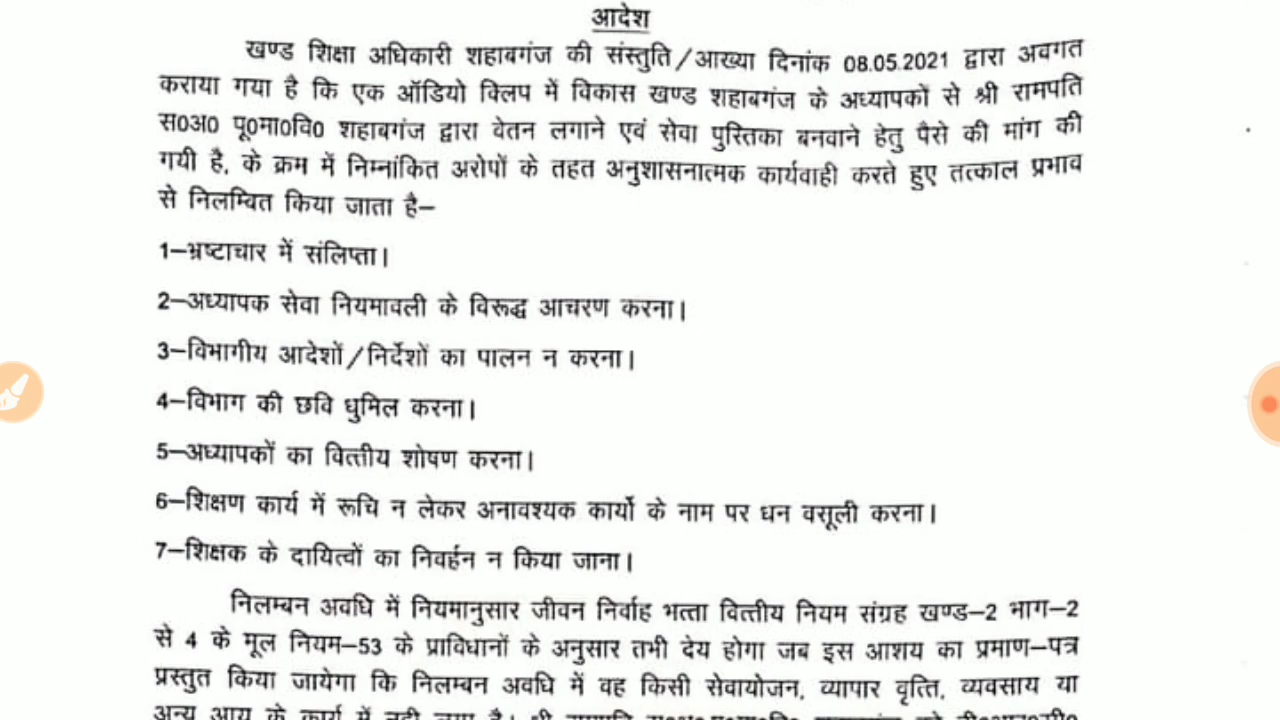 आदेश
खण्ड शिक्षा अधिकारी शहाबगंज की संस्तुति/आख्या दिनांक 08.05.2021 द्वारा अवगत
कराया गया है कि एक ऑडियो क्लिप में विकास खण्ड शहाबगंज के अध्यापकों से श्री रामपति
स0अ0 पू0मा0वि0 शहाबगंज द्वारा वेतन लगाने एवं सेवा पुस्तिका बनवाने हेतु पैसे की मांग की
गयी है, के क्रम में निम्नांकित अरोपों के तहत अनुशासनात्मक कार्यवाही करते हुए तत्काल प्रभाव
से निलम्बित किया जाता है–
1–भ्रष्टाचार में संलिप्ता।
2–अध्यापक सेवा नियमावली के विरूद्ध आचरण करना।
3–विभागीय आदेशों/निर्देशों का पालन न करना।
4–विभाग की छवि धुमिल करना।
5–अध्यापकों का वित्तीय शोषण करना।
6–शिक्षण कार्य में रूचि न लेकर अनावश्यक कार्यो के नाम पर धन वसूली करना।
7–शिक्षक के दायित्वों का निवर्हन न किया जाना।
निलम्बन अवधि में नियमानुसार जीवन निर्वाह भत्ता वित्तीय नियम संग्रह खण्ड–2 भाग–2
से 4 के मूल नियम–53 के प्राविधानों के अनुसार तभी देय होगा जब इस आशय का प्रमाण–पत्र
प्रस्तुत किया जायेगा कि निलम्बन अवधि में वह किसी सेवायोजन, व्यापार वृत्ति, व्यवसाय या
अन्य आय के कार्य में नही